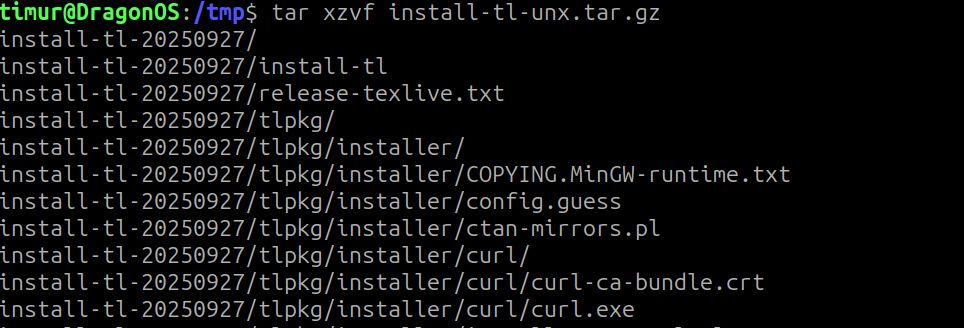 timur@DragonOS:/tmp$ tar xzvf install-tl-unx.tar.gz
install-tl-20250927/
install-tl-20250927/install-tl
install-tl-20250927/release-texlive.txt
install-tl-20250927/tlpkg/
install-tl-20250927/tlpkg/installer/
install-tl-20250927/tlpkg/installer/COPYING.MinGW-runtime.txt
install-tl-20250927/tlpkg/installer/config.guess
install-tl-20250927/tlpkg/installer/ctan-mirrors.pl
install-tl-20250927/tlpkg/installer/curl/
install-tl-20250927/tlpkg/installer/curl/curl-ca-bundle.crt
install-tl-20250927/tlpkg/installer/curl/curl.exe